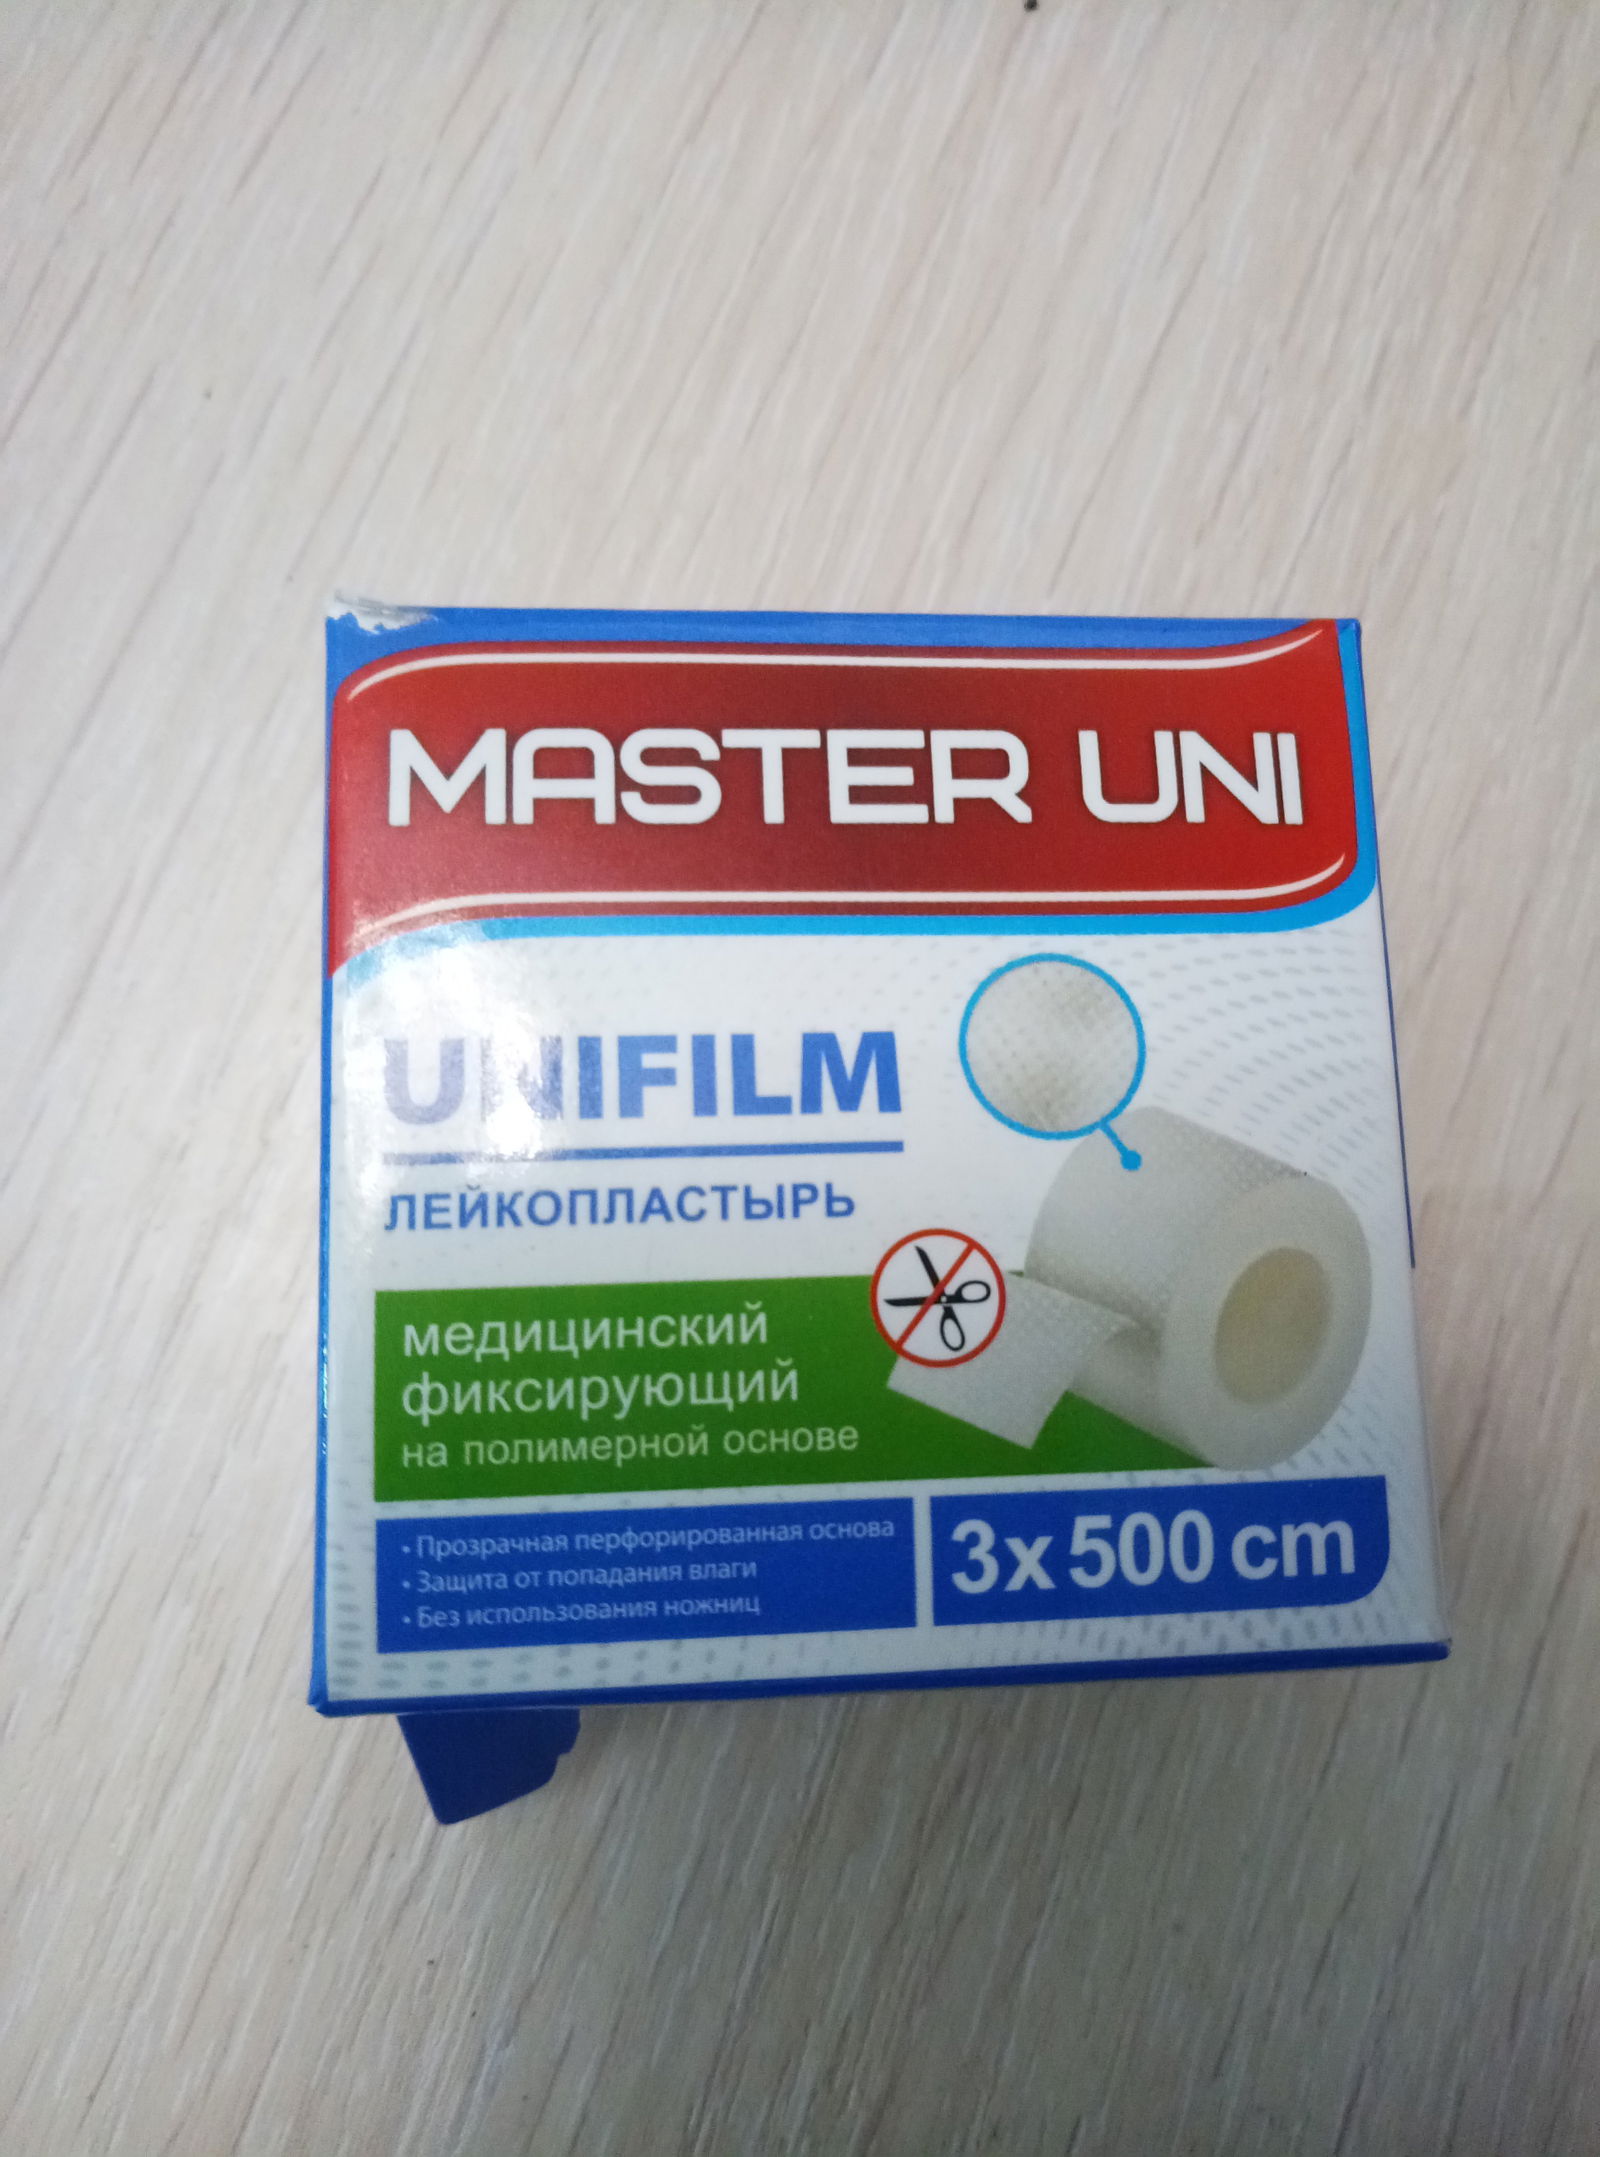 MASTER UNI
UNIFILM
ЛЕЙКОПЛАСТЫРЬ
медицинский
фиксирующий
на полимерной основе
• Прозрачная перфорированная основа
• Защита от попадания влаги
• Без использования ножниц
3x500 cm